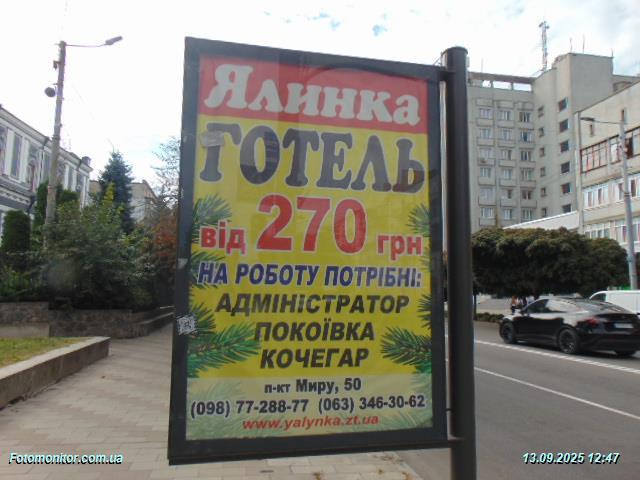 Ялинка
ГОТЕЛЬ
від 270 грн
НА РОБОТУ ПОТРІБНІ:
АДМІНІСТРАТОР
ПОКОЇВКА
КОЧЕГАР
п-кт Миру, 50
(098) 77-288-77 (063) 346-30-62
www.yalynka.zt.ua
Fotomonitor.com.ua
13.09.2025 12:47